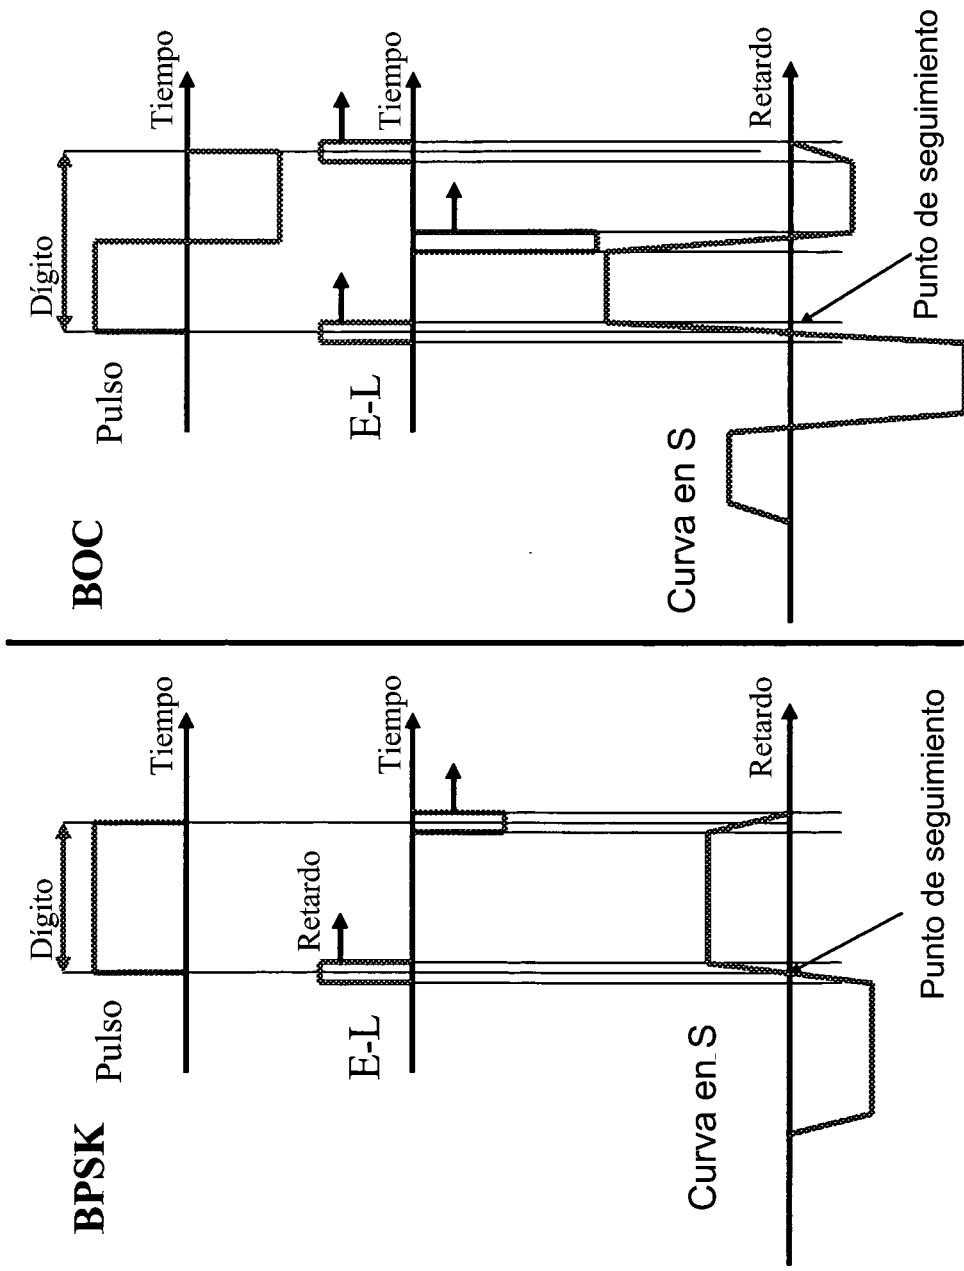 BPSK
Pulso
Dígito
Tiempo
E-L
Retardo
Tiempo
Curva en S
Retardo
Punto de seguimiento
BOC
Pulso
Dígito
Tiempo
E-L
Tiempo
Curva en S
Retardo
Punto de seguimiento